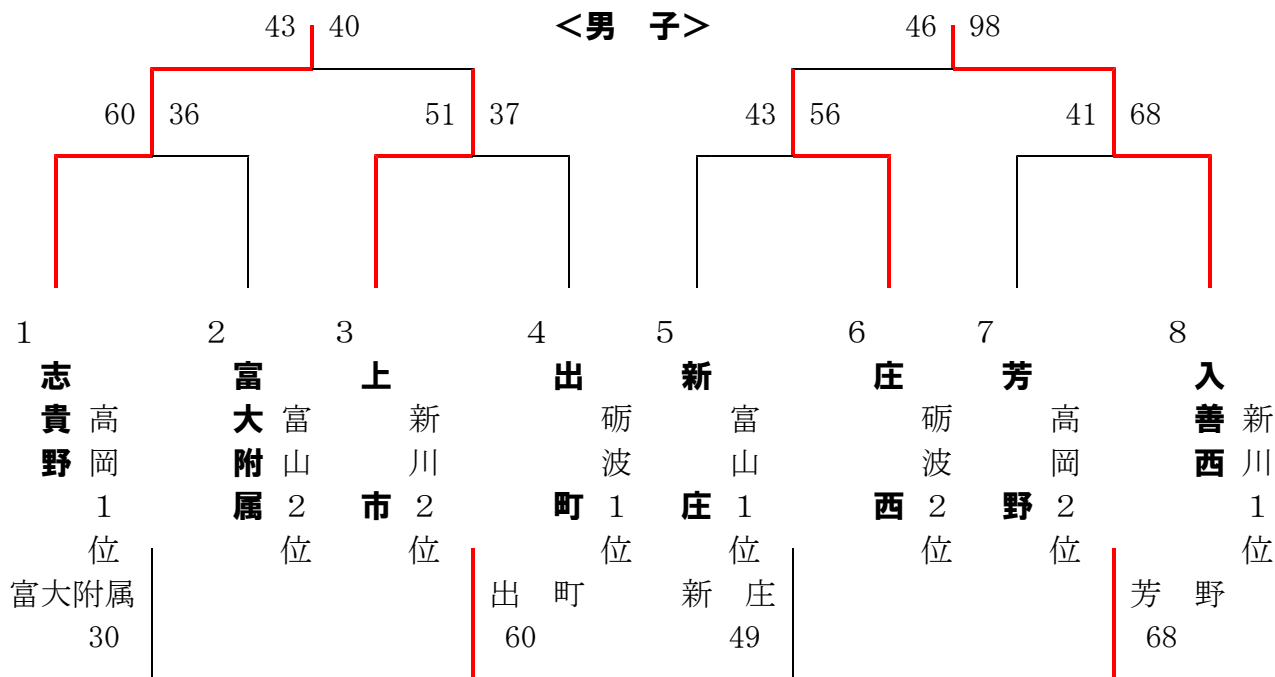 43 40 <男 子> 46 98
60 36 51 37 43 56 41 68
1 2 3 4 5 6 7 8
志貴野 高岡1位
富大附属 富山2位
上市 新川2位
出町 砺波1位
新庄 富山1位
庄西 砺波2位
芳野 高岡2位
入善西 新川1位
富大附属 出 町 新 庄 芳 野
30 60 49 68